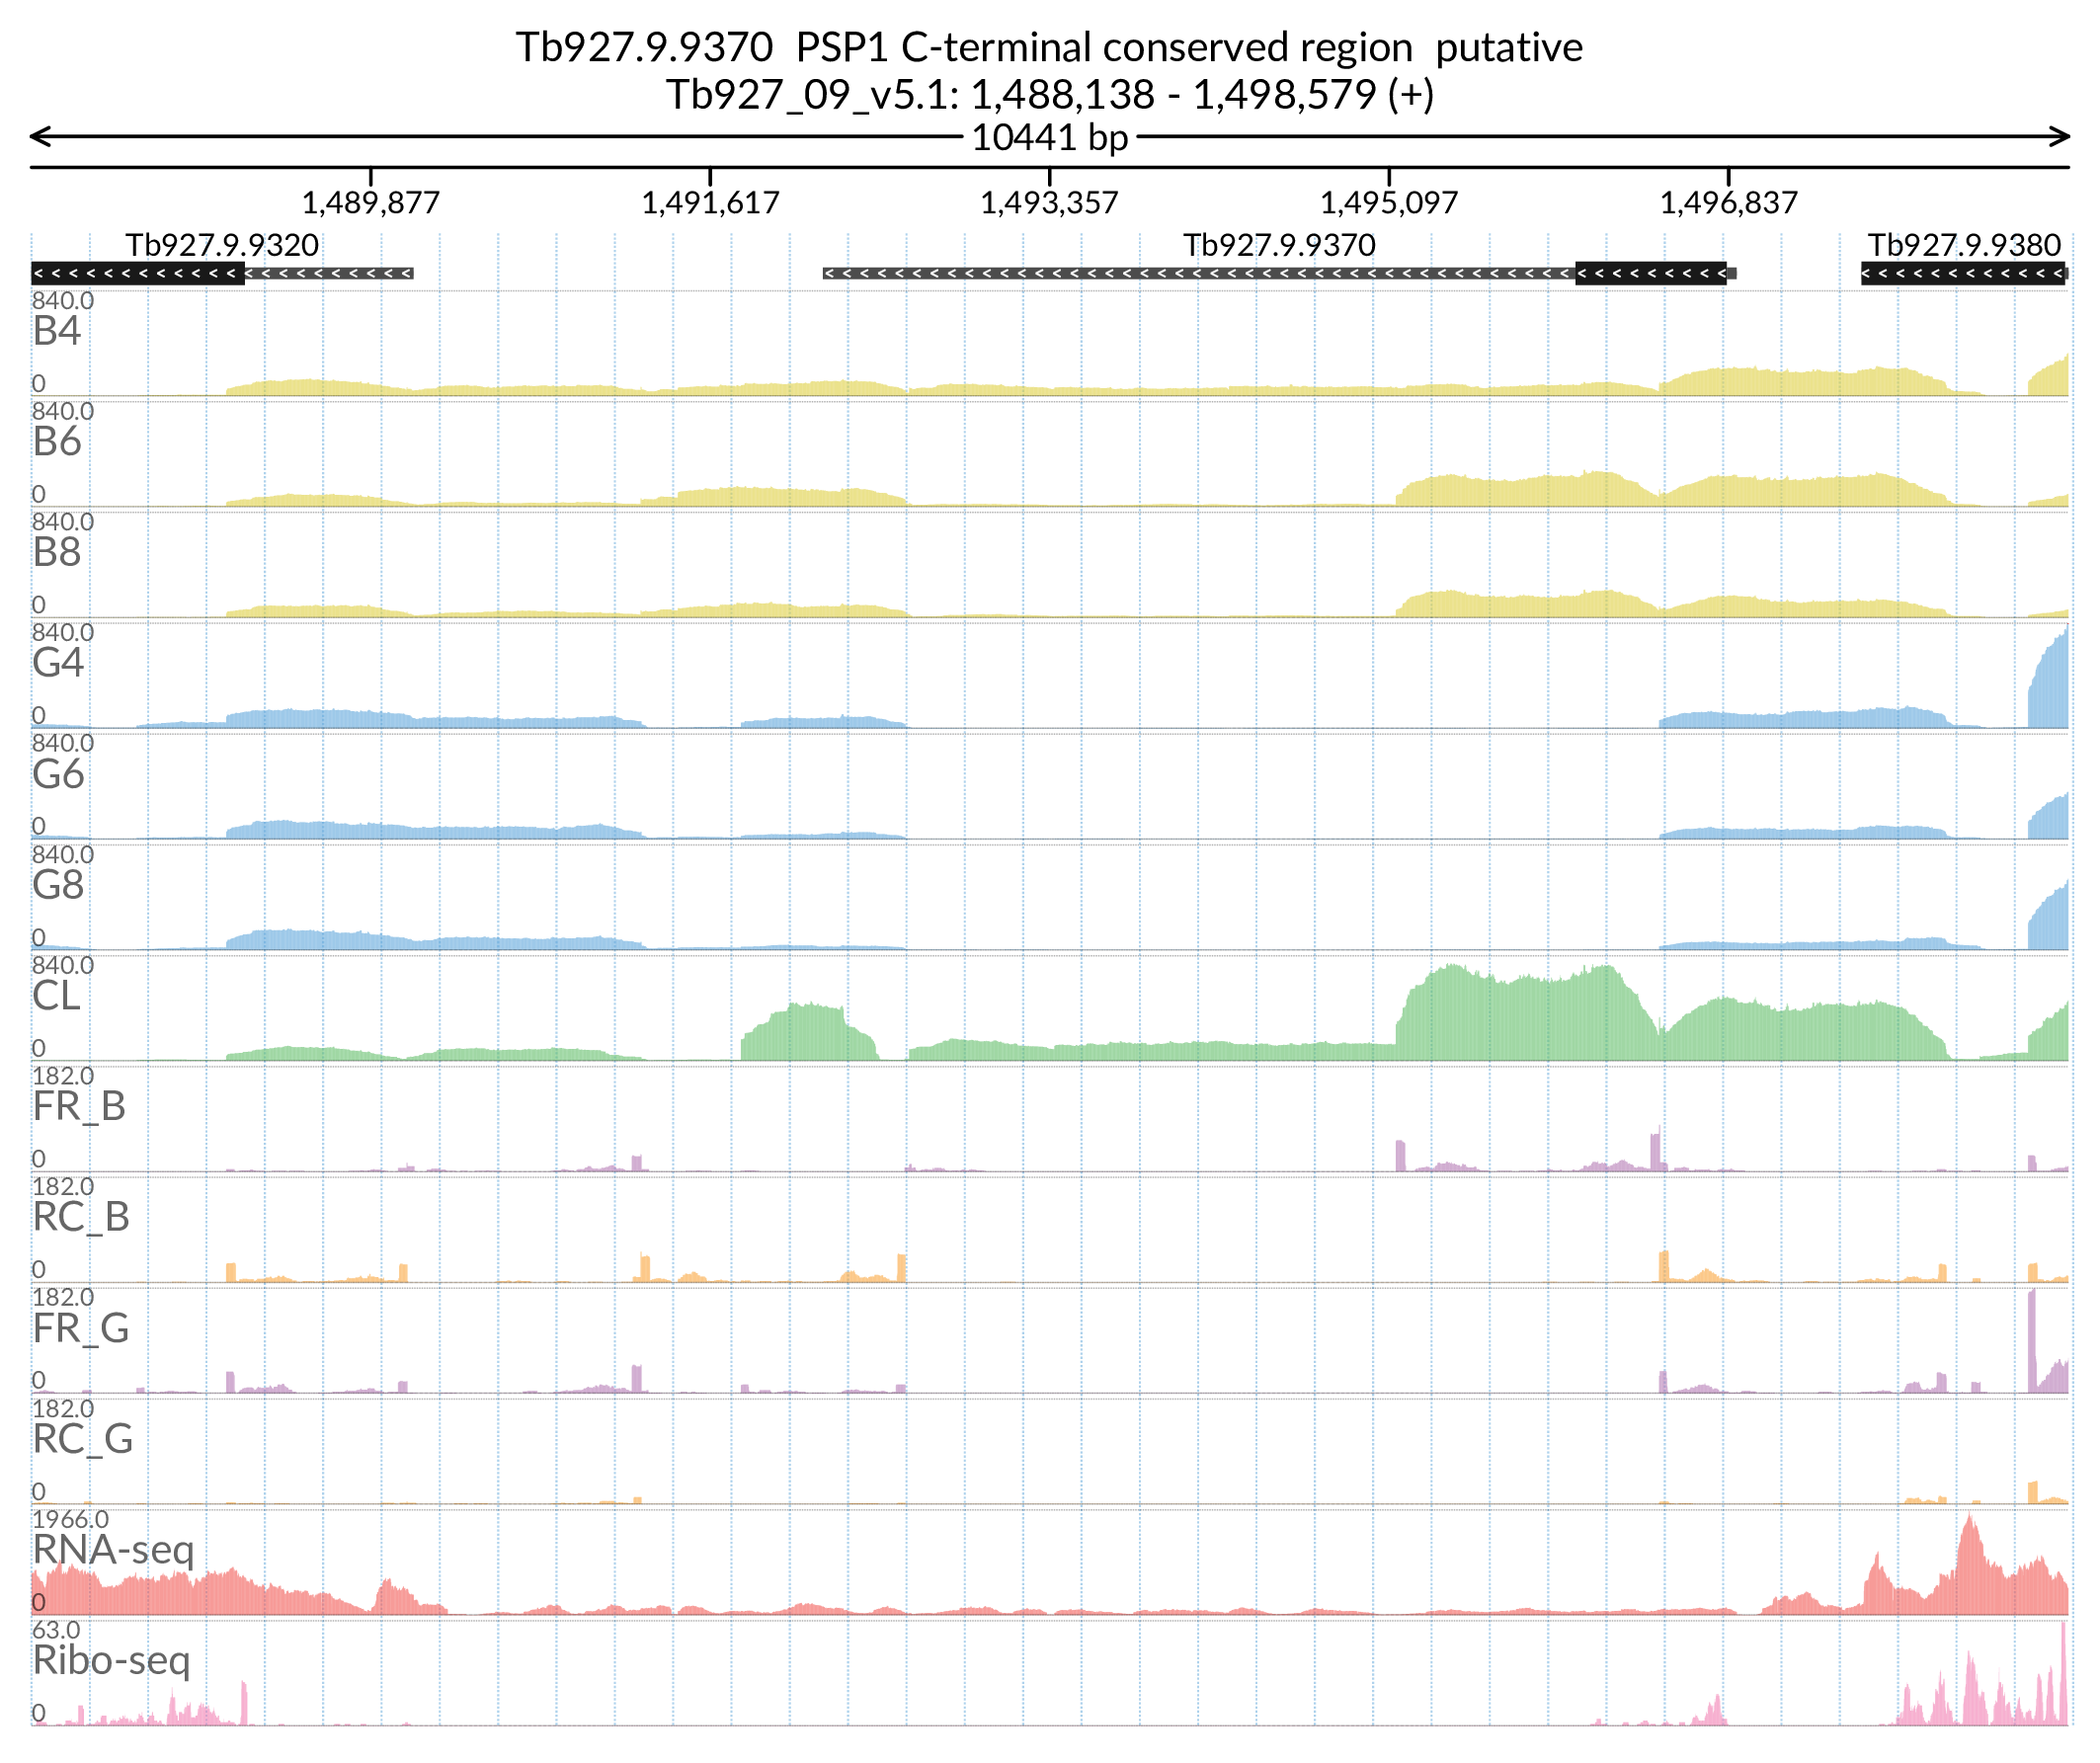 Tb927.9.9370  PSP1 C-terminal conserved region  putative
Tb927_09_v5.1: 1,488,138 - 1,498,579 (+)
10441 bp
1,489,877 1,491,617 1,493,357 1,495,097 1,496,837
Tb927.9.9320 Tb927.9.9370 Tb927.9.9380
840.0
B4
0
840.0
B6
0
840.0
B8
0
840.0
G4
0
840.0
G6
0
840.0
G8
0
840.0
CL
0
182.0
FR_B
0
182.0
RC_B
0
182.0
FR_G
0
182.0
RC_G
0
1966.0
RNA-seq
0
63.0
Ribo-seq
0